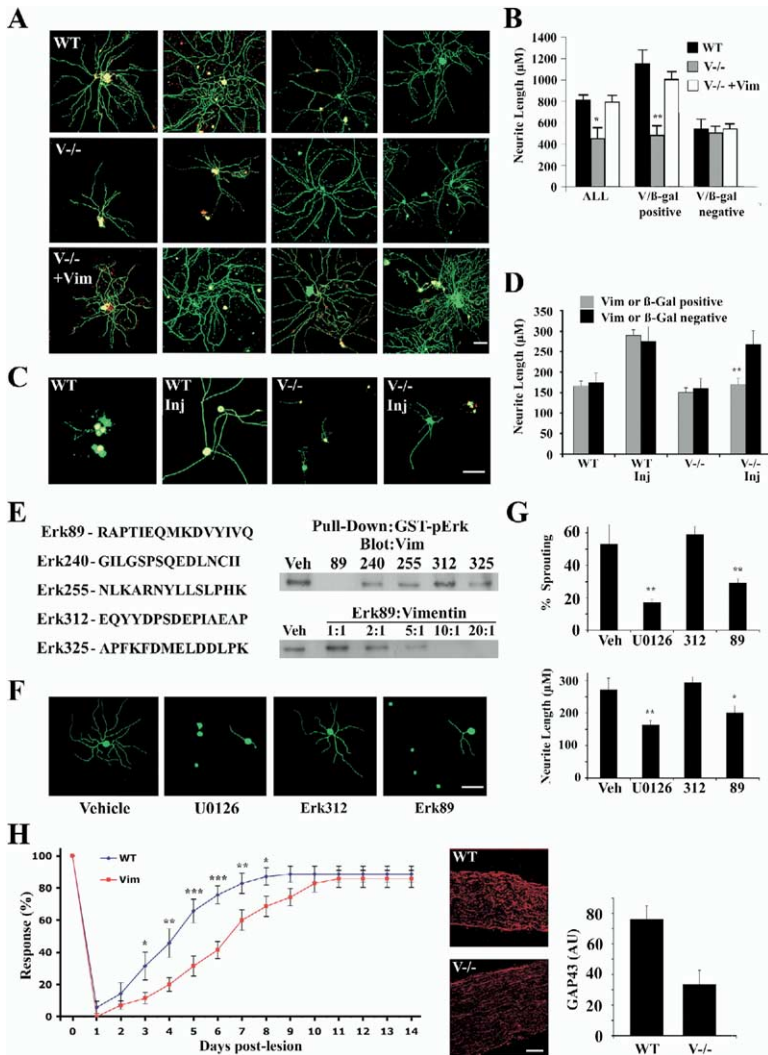 A
WT
V-/-
V-/-
+Vim
B
Neurite Length (µM)
1400
1200
1000
800
600
400
200
0
WT
V-/-
V-/- +Vim
*
**
ALL
V/ß-gal
positive
V/ß-gal
negative
C
WT
WT
Inj
V-/-
V-/-
Inj
D
Vim or ß-Gal positive
Vim or ß-Gal negative
Neurite Length (µM)
300
250
200
150
100
50
0
**
WT
WT
Inj
V-/-
V-/-
Inj
E
Erk89 - RAPTIEQMKDVYIVQ
Erk240 - GILGSPSQEDLNCII
Erk255 - NLKARNYLLSLPHK
Erk312 - EQYYDPSDEPIAEAP
Erk325 - APFKFDMELDDLPK
Pull-Down:GST-pErk
Blot:Vim
Veh 89 240 255 312 325
Erk89:Vimentin
Veh 1:1 2:1 5:1 10:1 20:1
F
Vehicle
U0126
Erk312
Erk89
G
% Sprouting
60
40
20
0
**
**
Veh U0126 312 89
Neurite Length (µM)
300
200
100
0
**
*
Veh U0126 312 89
H
Response (%)
100
80
60
40
20
0
WT
Vim
*
**
***
***
**
*
0 1 2 3 4 5 6 7 8 9 10 11 12 13 14
Days post-lesion
WT
V-/-
GAP43 (AU)
80
60
40
20
0
WT V-/-